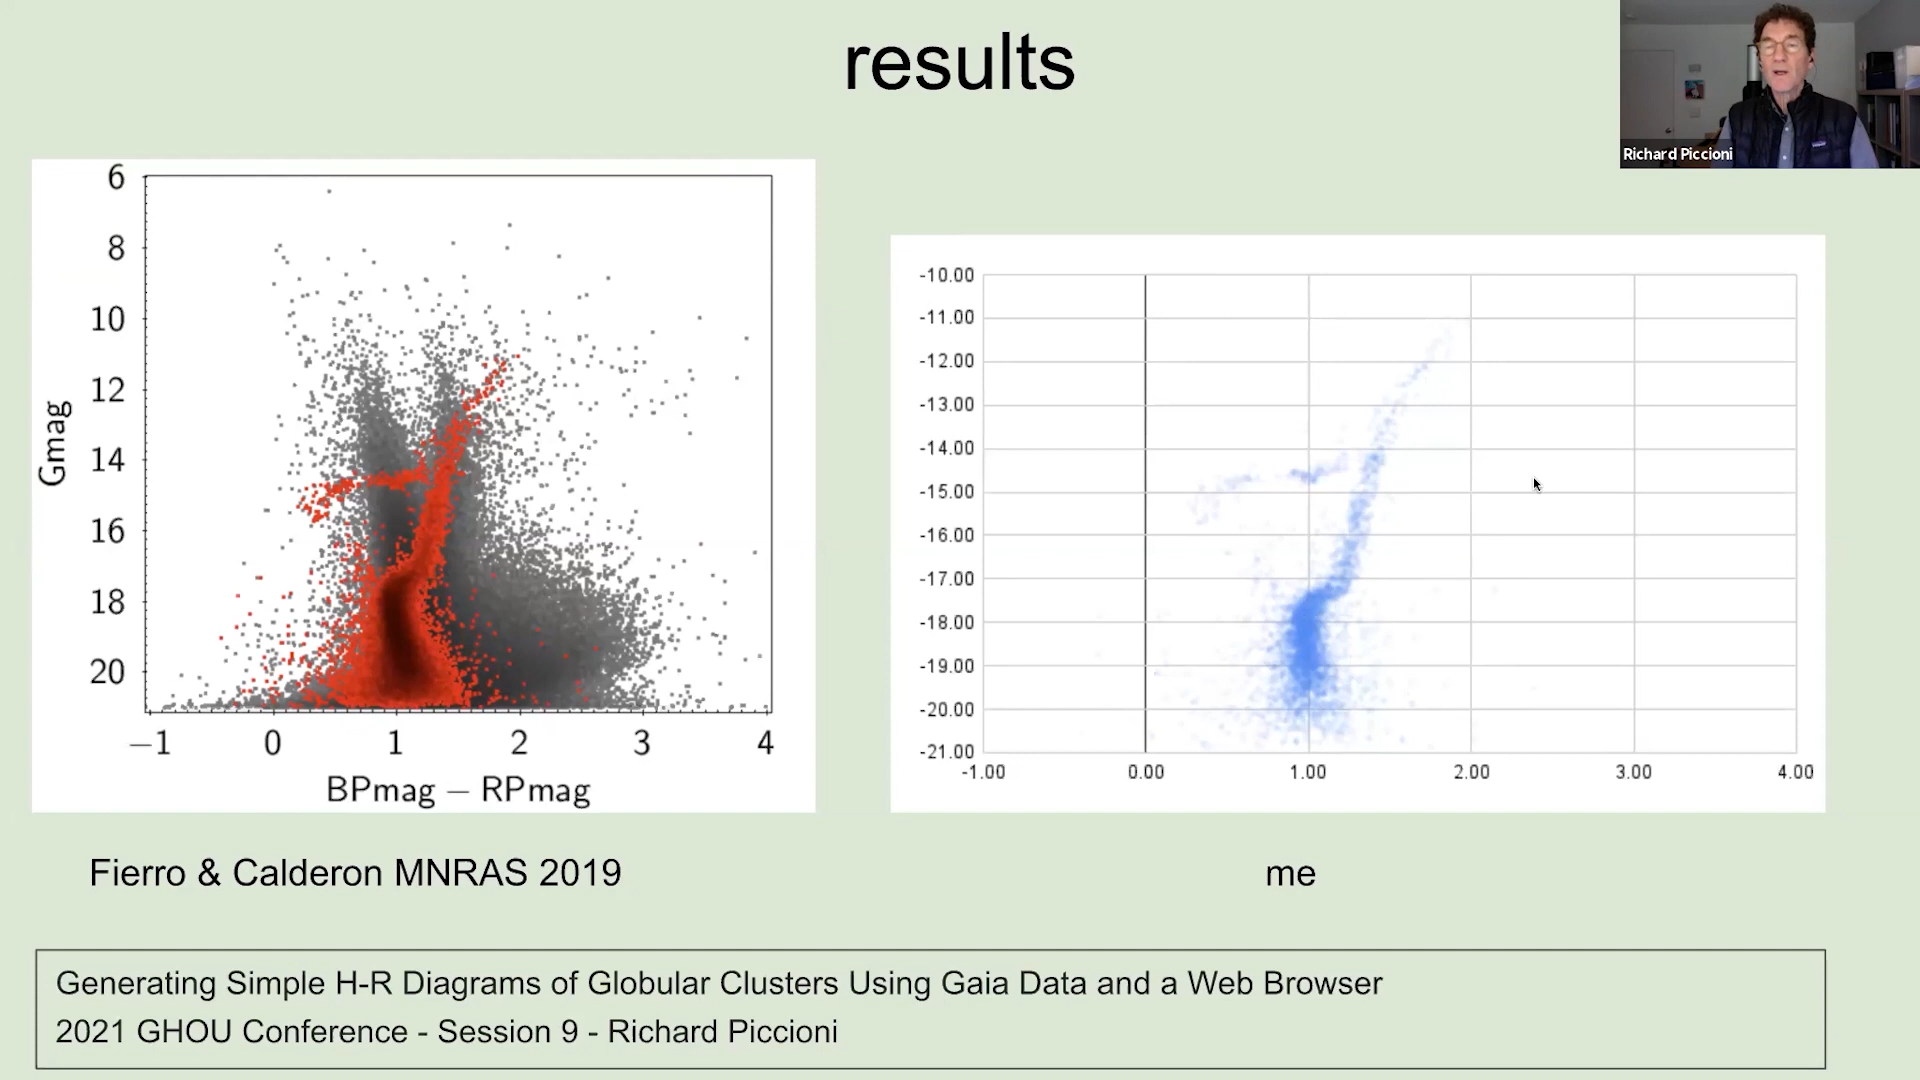 results
Richard Piccioni
6
8
10
12
14
16
18
20
Gmag
−1 0 1 2 3 4
BPmag − RPmag
-10.00
-11.00
-12.00
-13.00
-14.00
-15.00
-16.00
-17.00
-18.00
-19.00
-20.00
-21.00
-1.00 0.00 1.00 2.00 3.00 4.00
Fierro & Calderon MNRAS 2019
me
Generating Simple H-R Diagrams of Globular Clusters Using Gaia Data and a Web Browser
2021 GHOU Conference - Session 9 - Richard Piccioni